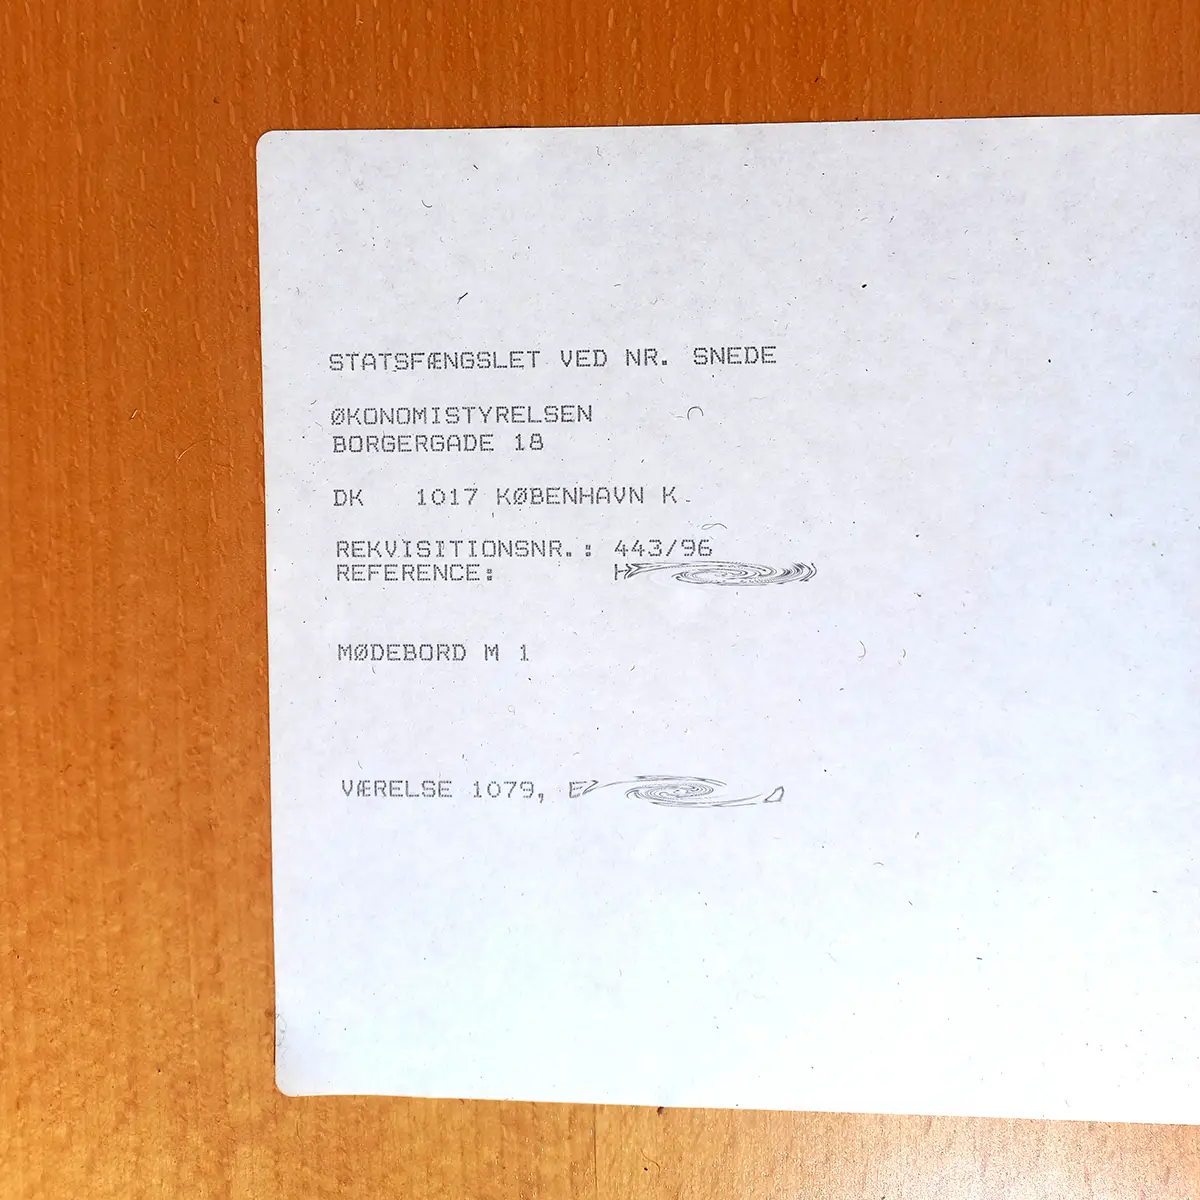 STATSFÆNGSLET VED NR. SNEDE
ØKONOMISTYRELSEN
BORGERGADE 18
DK 1017 KØBENHAVN K.
REKVISITIONSNR.: 443/96
REFERENCE:
MØDEBORD M 1
VÆRELSE 1079,